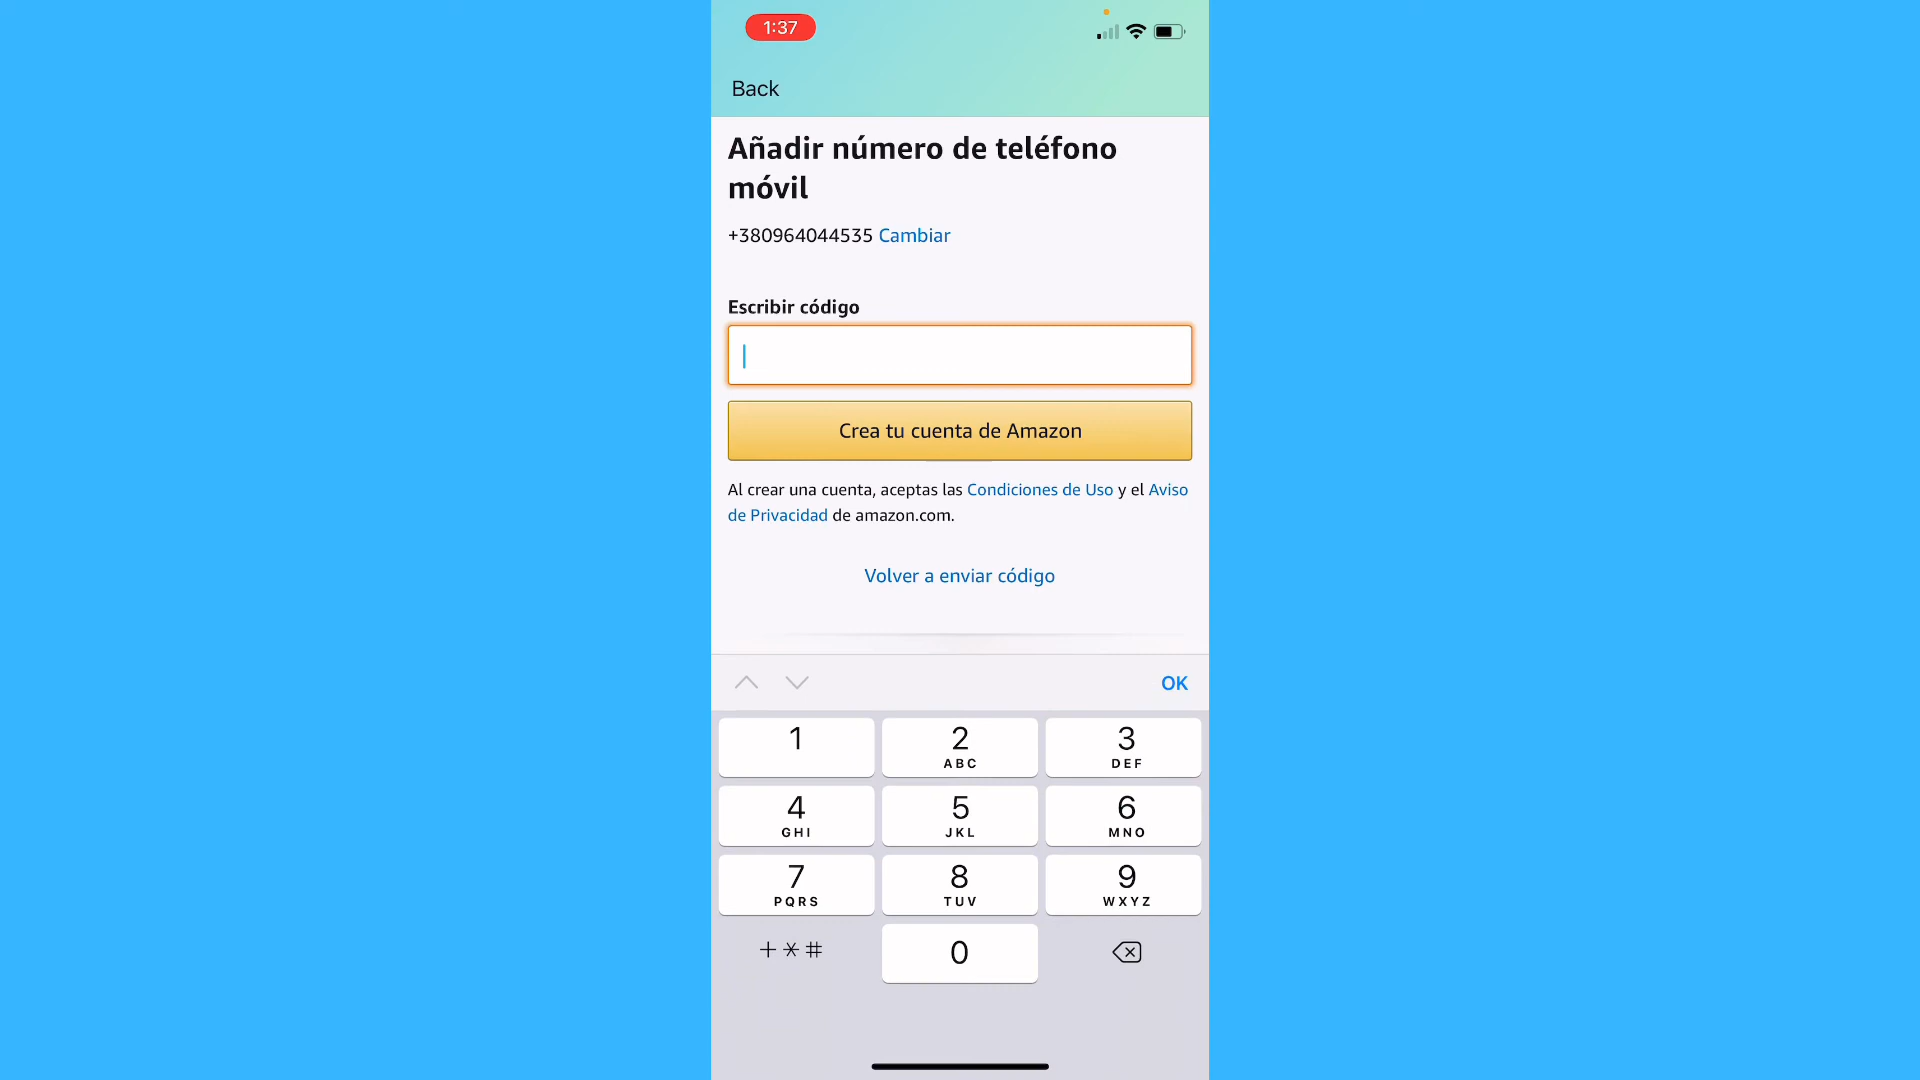 1:37
Back
Añadir número de teléfono
móvil
+380964044535 Cambiar
Escribir código
Crea tu cuenta de Amazon
Al crear una cuenta, aceptas las Condiciones de Uso y el Aviso
de Privacidad de amazon.com.
Volver a enviar código
OK
1
2
ABC
3
DEF
4
GHI
5
JKL
6
MNO
7
PQRS
8
TUV
9
WXYZ
+*#
0